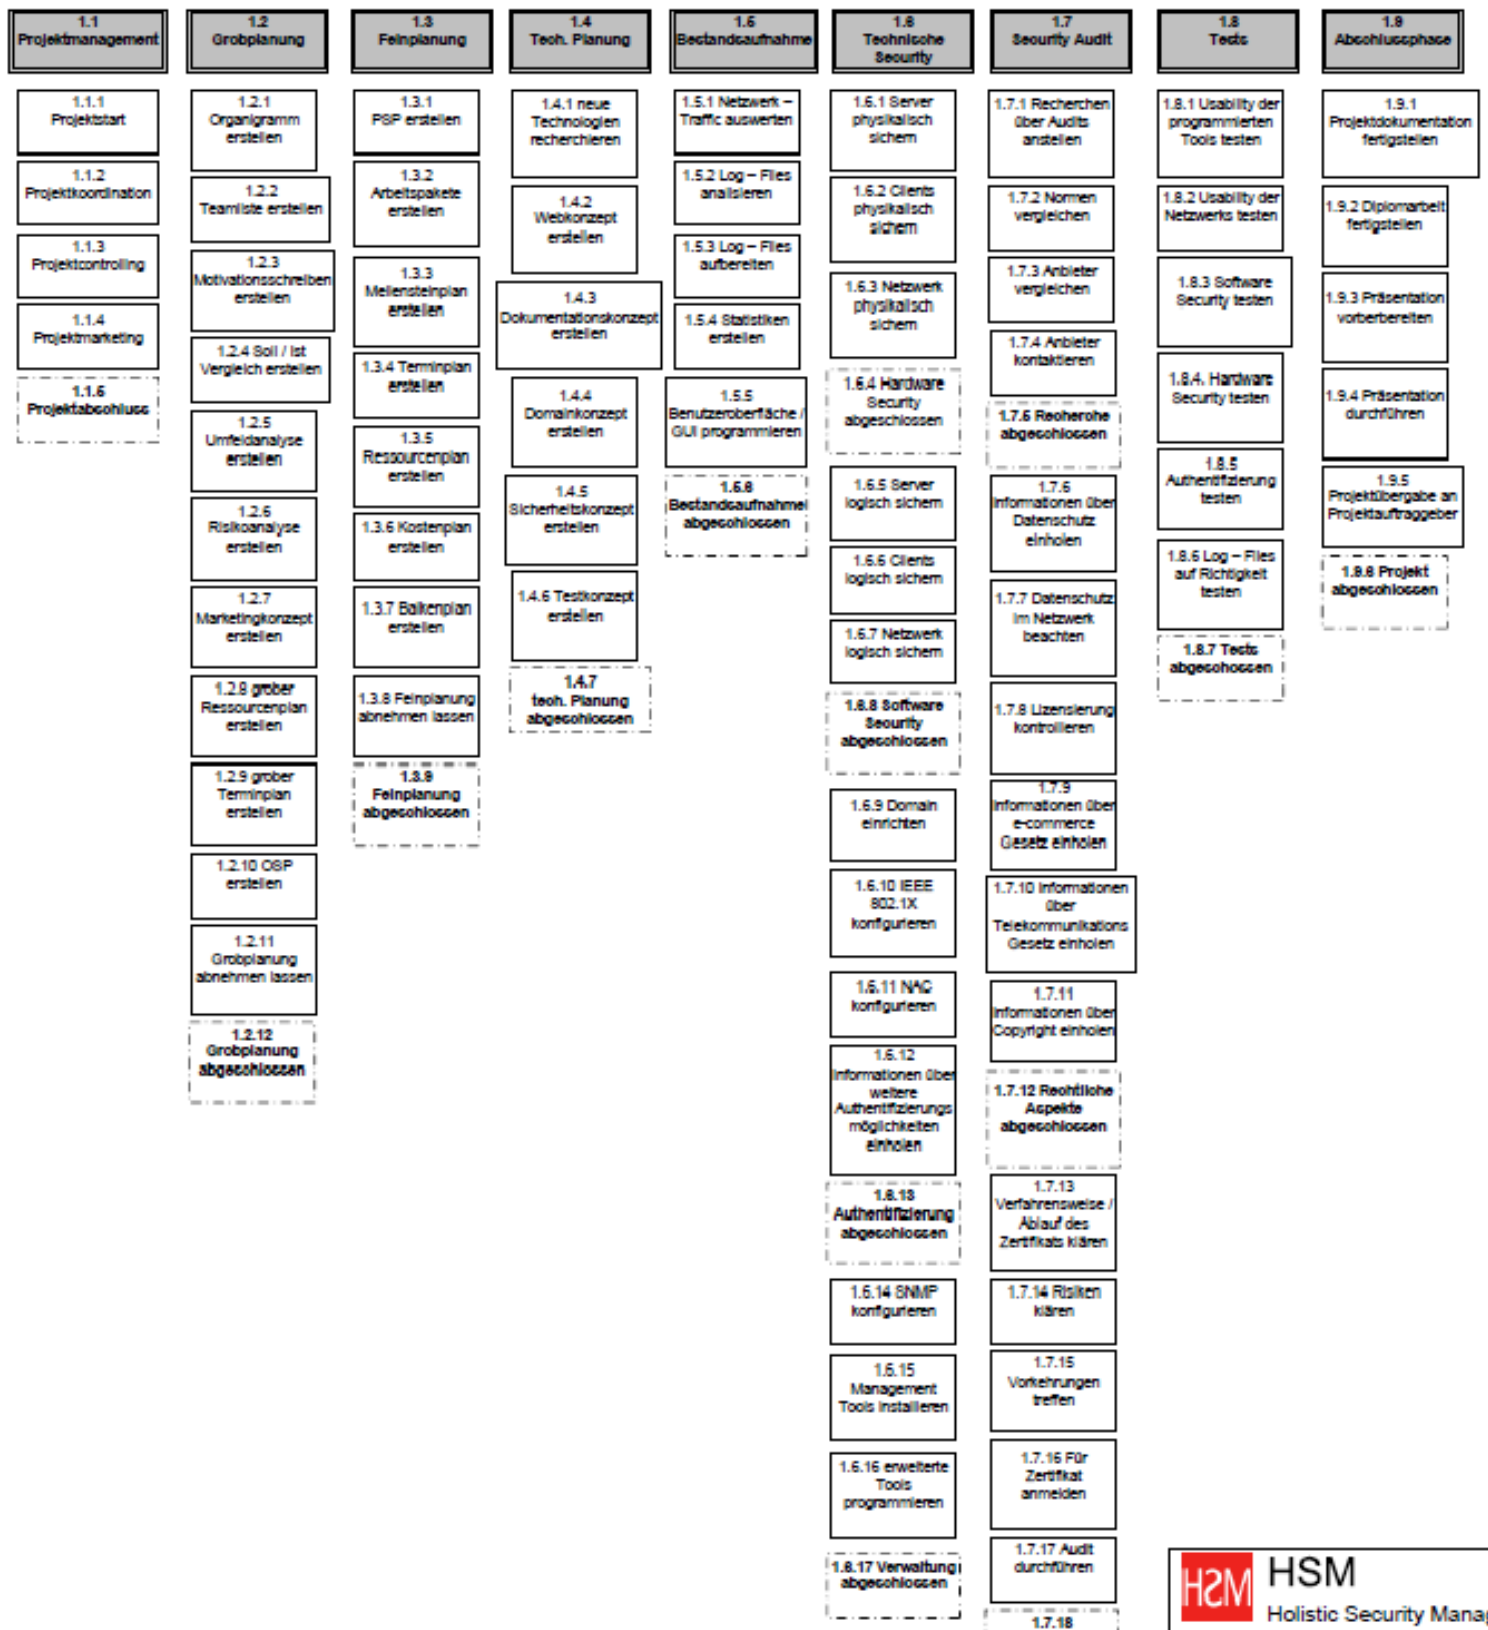 1.1
Projektmanagement
1.1.1
Projektstart
1.1.2
Projektkoordination
1.1.3
Projektcontrolling
1.1.4
Projektmarketing
1.1.5
Projektabschluss
1.2
Grobplanung
1.2.1
Organigramm
erstellen
1.2.2
Teamliste erstellen
1.2.3
Motivationsschreiben
erstellen
1.2.4 Soll / Ist
Vergleich erstellen
1.2.5
Umfeldanalyse
erstellen
1.2.6
Risikoanalyse
erstellen
1.2.7
Marketingkonzept
erstellen
1.2.8 grober
Ressourcenplan
erstellen
1.2.9 grober
Terminplan
erstellen
1.2.10 OSP
erstellen
1.2.11
Grobplanung
abnehmen lassen
1.2.12
Grobplanung
abgeschlossen
1.3
Feinplanung
1.3.1
PSP erstellen
1.3.2
Arbeitspakete
erstellen
1.3.3
Meilensteinplan
erstellen
1.3.4 Terminplan
erstellen
1.3.5
Ressourcenplan
erstellen
1.3.6 Kostenplan
erstellen
1.3.7 Balkenplan
erstellen
1.3.8 Feinplanung
abnehmen lassen
1.3.9
Feinplanung
abgeschlossen
1.4
Tech. Planung
1.4.1 neue
Technologien
recherchieren
1.4.2
Webkonzept
erstellen
1.4.3
Dokumentationskonzept
erstellen
1.4.4
Domainkonzept
erstellen
1.4.5
Sicherheitskonzept
erstellen
1.4.6 Testkonzept
erstellen
1.4.7
tech. Planung
abgeschlossen
1.5
Bestandsaufnahme
1.5.1 Netzwerk –
Traffic auswerten
1.5.2 Log – Files
analisieren
1.5.3 Log – Files
aufbereiten
1.5.4 Statistiken
erstellen
1.5.5
Benutzeroberfläche /
GUI programmieren
1.5.6
Bestandsaufnahme
abgeschlossen
1.6
Technische
Security
1.6.1 Server
physikalisch
sichern
1.6.2 Clients
physikalisch
sichern
1.6.3 Netzwerk
physikalisch
sichern
1.6.4 Hardware
Security
abgeschlossen
1.6.5 Server
logisch sichern
1.6.6 Clients
logisch sichern
1.6.7 Netzwerk
logisch sichern
1.6.8 Software
Security
abgeschlossen
1.6.9 Domain
einrichten
1.6.10 IEEE
802.1X
konfigurieren
1.6.11 NAC
konfigurieren
1.6.12
Informationen über
weitere
Authentifizierungs
möglichkeiten
einholen
1.6.13
Authentifizierung
abgeschlossen
1.6.14 SNMP
konfigurieren
1.6.15
Management
Tools installieren
1.6.16 erweiterte
Tools
programmieren
1.6.17 Verwaltung
abgeschlossen
1.7
Security Audit
1.7.1 Recherchen
über Audits
anstellen
1.7.2 Normen
vergleichen
1.7.3 Anbieter
vergleichen
1.7.4 Anbieter
kontaktieren
1.7.5 Recherche
abgeschlossen
1.7.6
Informationen über
Datenschutz
einholen
1.7.7 Datenschutz
im Netzwerk
beachten
1.7.8 Lizensierung
kontrollieren
1.7.9
Informationen über
e-commerce
Gesetz einholen
1.7.10 Informationen
über
Telekommunikations
Gesetz einholen
1.7.11
Informationen über
Copyright einholen
1.7.12 Rechtliche
Aspekte
abgeschlossen
1.7.13
Verfahrensweise /
Ablauf des
Zertifikats klären
1.7.14 Risiken
klären
1.7.15
Vorkehrungen
treffen
1.7.16 Für
Zertifikat
anmelden
1.7.17 Audit
durchführen
1.7.18
1.8
Tests
1.8.1 Usability der
programmierten
Tools testen
1.8.2 Usability der
Netzwerks testen
1.8.3 Software
Security testen
1.8.4. Hardware
Security testen
1.8.5
Authentifizierung
testen
1.8.6 Log – Files
auf Richtigkeit
testen
1.8.7 Tests
abgeschossen
1.9
Abschlussphase
1.9.1
Projektdokumentation
fertigstellen
1.9.2 Diplomarbeit
fertigstellen
1.9.3 Präsentation
vorberbereiten
1.9.4 Präsentation
durchführen
1.9.5
Projektübergabe an
Projektauftraggeber
1.9.6 Projekt
abgeschlossen
HSM
HSM
Holistic Security Manag